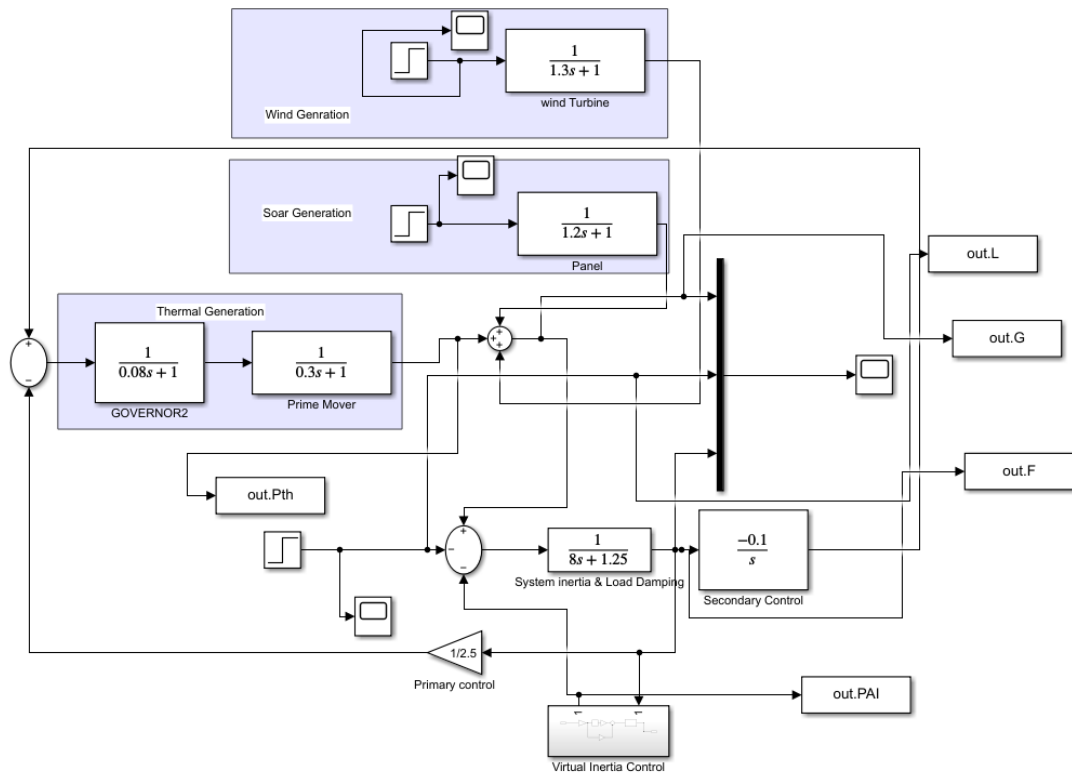 1
1.3s + 1
wind Turbine
Wind Genration
Soar Generation
1
1.2s + 1
Panel
out.L
Thermal Generation
out.G
1
0.08s + 1
GOVERNOR2
1
0.3s + 1
Prime Mover
+
−
+
+
+
out.F
out.Pth
+
−
−
1
8s + 1.25
System inertia & Load Damping
−0.1
s
Secondary Control
1/2.5
Primary control
out.PAI
1
1
Virtual Inertia Control